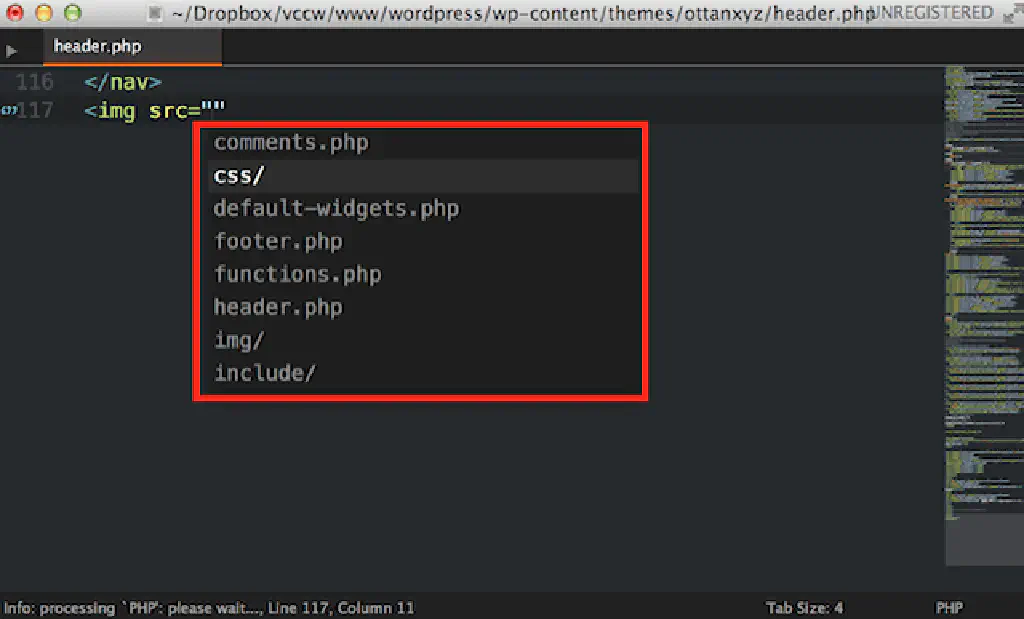 ~/Dropbox/vccw/www/wordpress/wp-content/themes/ottanxyz/header.php UNREGISTERED
header.php
116 </nav>
117 <img src=""
comments.php
css/
default-widgets.php
footer.php
functions.php
header.php
img/
include/
Info: processing `PHP': please wait..., Line 117, Column 11 Tab Size: 4 PHP